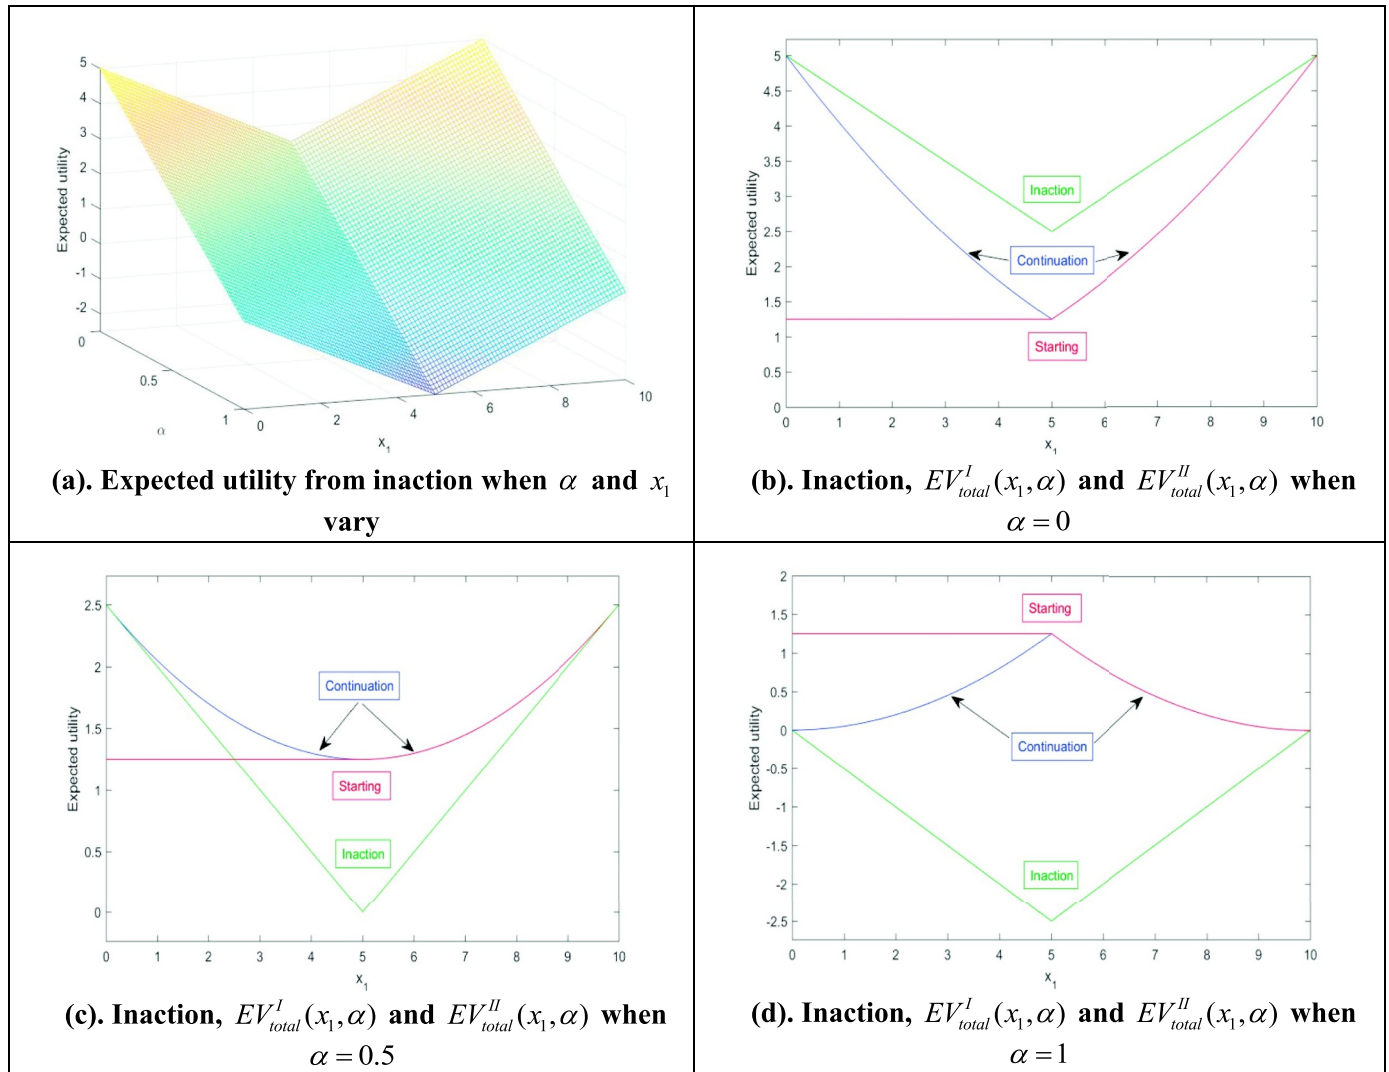 5
4
3
2
1
0
-1
-2
Expected utility
0
0.5
1
α
0
2
4
6
8
10
x1
(a). Expected utility from inaction when α and x1
vary
5
4.5
4
3.5
3
2.5
2
1.5
1
0.5
0
Expected utility
Inaction
Continuation
Starting
0 1 2 3 4 5 6 7 8 9 10
x1
(b). Inaction, EV^I_total(x1,α) and EV^II_total(x1,α) when
α = 0
2.5
2
1.5
1
0.5
0
Expected utility
Continuation
Starting
Inaction
0 1 2 3 4 5 6 7 8 9 10
x1
(c). Inaction, EV^I_total(x1,α) and EV^II_total(x1,α) when
α = 0.5
2
1.5
1
0.5
0
-0.5
-1
-1.5
-2
-2.5
Expected utility
Starting
Continuation
Inaction
0 1 2 3 4 5 6 7 8 9 10
x1
(d). Inaction, EV^I_total(x1,α) and EV^II_total(x1,α) when
α = 1